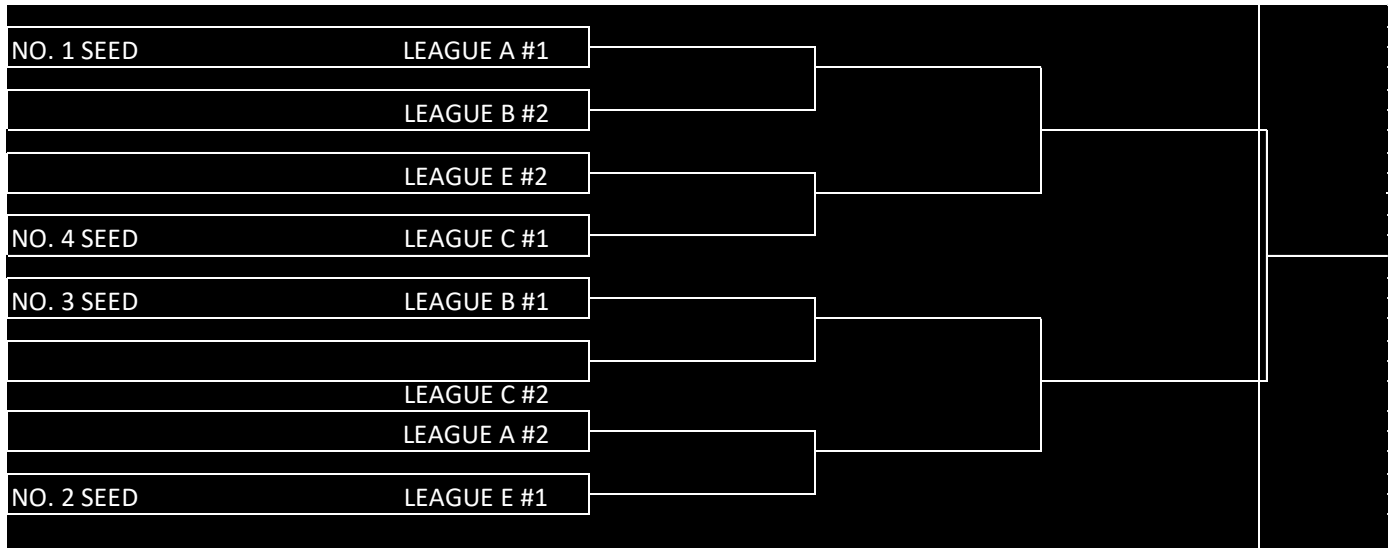 NO. 1 SEED LEAGUE A #1
LEAGUE B #2
LEAGUE E #2
NO. 4 SEED LEAGUE C #1
NO. 3 SEED LEAGUE B #1
LEAGUE C #2
LEAGUE A #2
NO. 2 SEED LEAGUE E #1